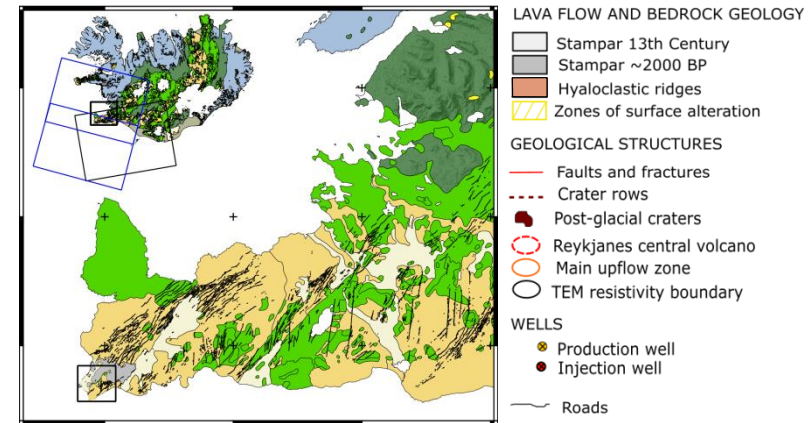 LAVA FLOW AND BEDROCK GEOLOGY
Stampar 13th Century
Stampar ~2000 BP
Hyaloclastic ridges
Zones of surface alteration
GEOLOGICAL STRUCTURES
Faults and fractures
Crater rows
Post-glacial craters
Reykjanes central volcano
Main upflow zone
TEM resistivity boundary
WELLS
Production well
Injection well
Roads